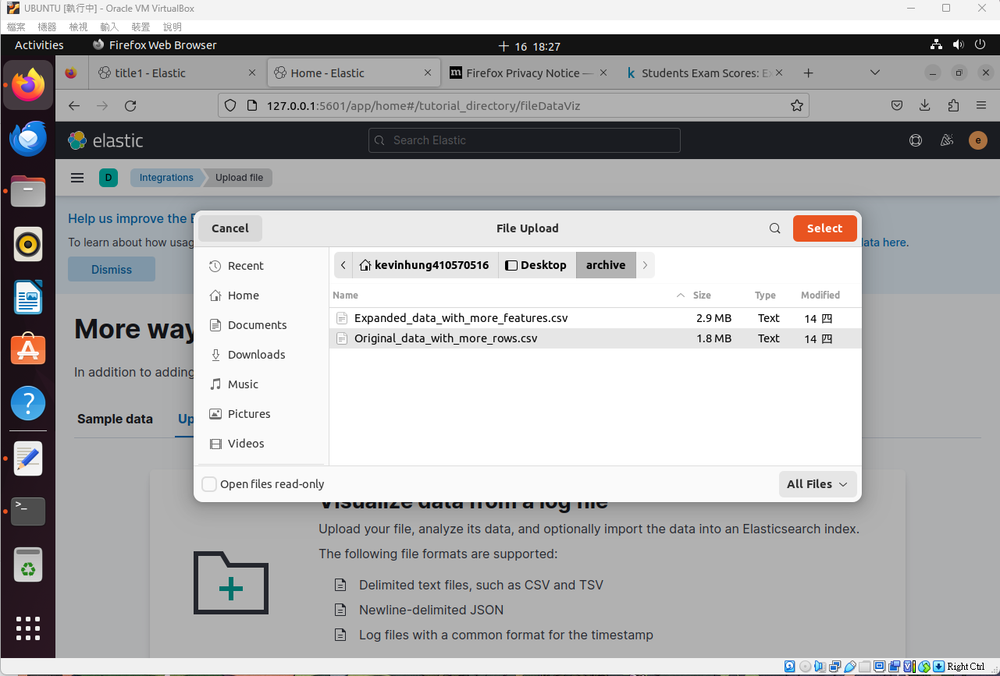 UBUNTU [執行中] - Oracle VM VirtualBox
檔案 機器 檢視 輸入 裝置 說明
Activities Firefox Web Browser 十 16 18:27
title1 - Elastic Home - Elastic Firefox Privacy Notice — Students Exam Scores: Ex
127.0.0.1:5601/app/home#/tutorial_directory/fileDataViz
elastic Search Elastic e
D Integrations Upload file
Help us improve the E
To learn about how usag
data here.
Dismiss
Cancel File Upload Select
Recent
Home
Documents
Downloads
Music
Pictures
Videos
kevinhung410570516 Desktop archive
Name Size Type Modified
Expanded_data_with_more_features.csv 2.9 MB Text 14 四
Original_data_with_more_rows.csv 1.8 MB Text 14 四
Open files read-only All Files
More way
In addition to adding
Sample data Up
Visualize data from a log file
Upload your file, analyze its data, and optionally import the data into an Elasticsearch index.
The following file formats are supported:
Delimited text files, such as CSV and TSV
Newline-delimited JSON
Log files with a common format for the timestamp
Right Ctrl